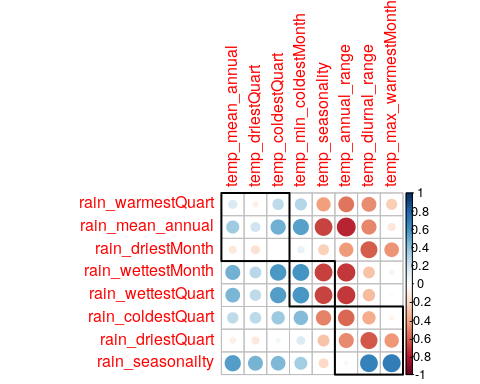 temp_mean_annual
temp_driestQuart
temp_coldestQuart
temp_min_coldestMonth
temp_seasonality
temp_annual_range
temp_diurnal_range
temp_max_warmestMonth
rain_warmestQuart
rain_mean_annual
rain_driestMonth
rain_wettestMonth
rain_wettestQuart
rain_coldestQuart
rain_driestQuart
rain_seasonailty
1
0.8
0.6
0.4
0.2
0
-0.2
-0.4
-0.6
-0.8
-1